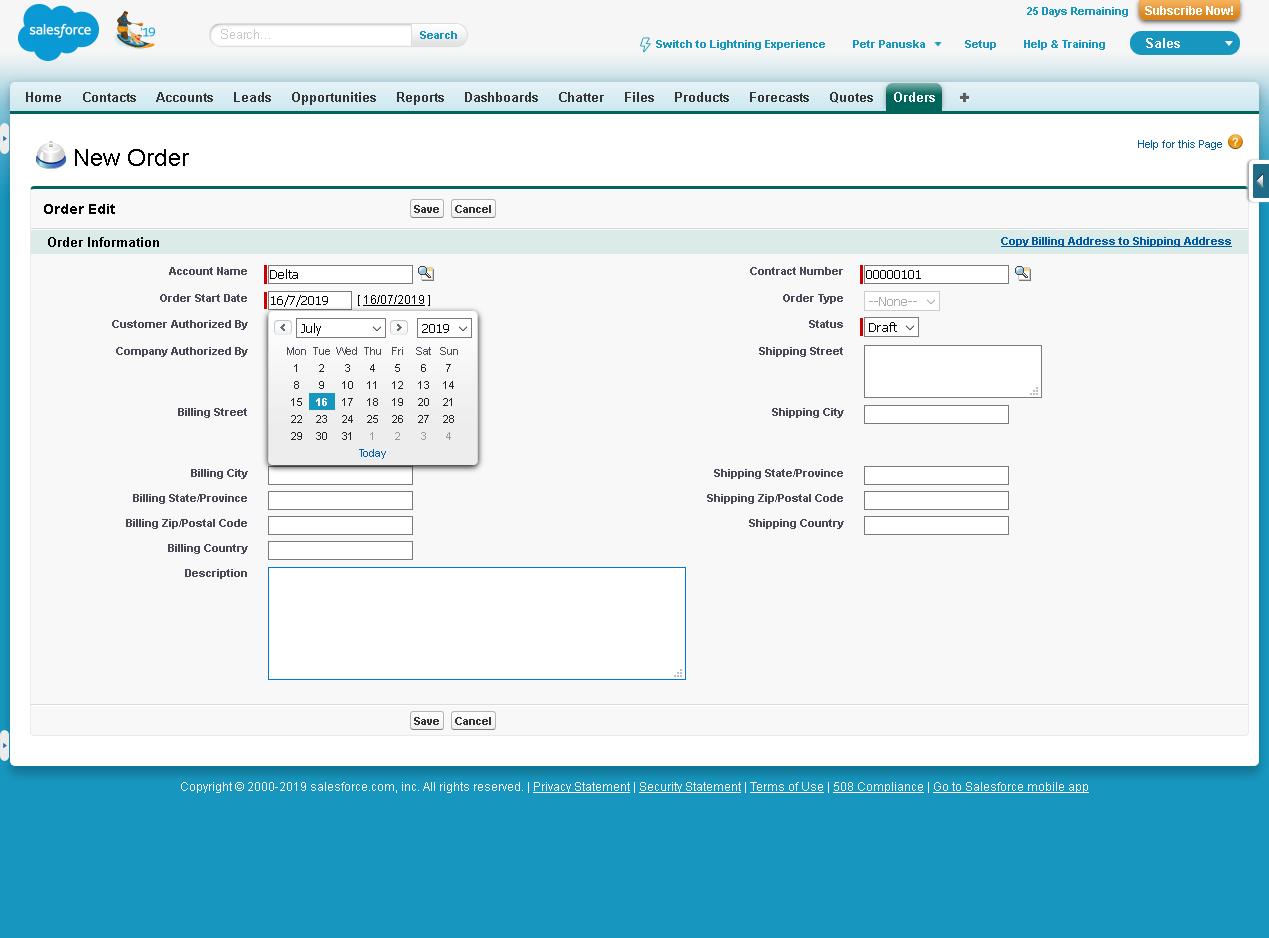 25 Days Remaining Subscribe Now!
salesforce '19 Search... Search
Switch to Lightning Experience Petr Panuska Setup Help & Training Sales
Home Contacts Accounts Leads Opportunities Reports Dashboards Chatter Files Products Forecasts Quotes Orders +
Help for this Page ?
New Order
Order Edit Save Cancel
Order Information Copy Billing Address to Shipping Address
Account Name Delta Contract Number 00000101
Order Start Date 16/7/2019 [ 16/07/2019 ] Order Type --None--
Customer Authorized By Status Draft
July 2019
Company Authorized By Shipping Street
Mon Tue Wed Thu Fri Sat Sun
1 2 3 4 5 6 7
8 9 10 11 12 13 14
15 16 17 18 19 20 21
Billing Street Shipping City
22 23 24 25 26 27 28
29 30 31 1 2 3 4
Today
Billing City Shipping State/Province
Billing State/Province Shipping Zip/Postal Code
Billing Zip/Postal Code Shipping Country
Billing Country
Description
Save Cancel
Copyright © 2000-2019 salesforce.com, inc. All rights reserved. | Privacy Statement | Security Statement | Terms of Use | 508 Compliance | Go to Salesforce mobile app